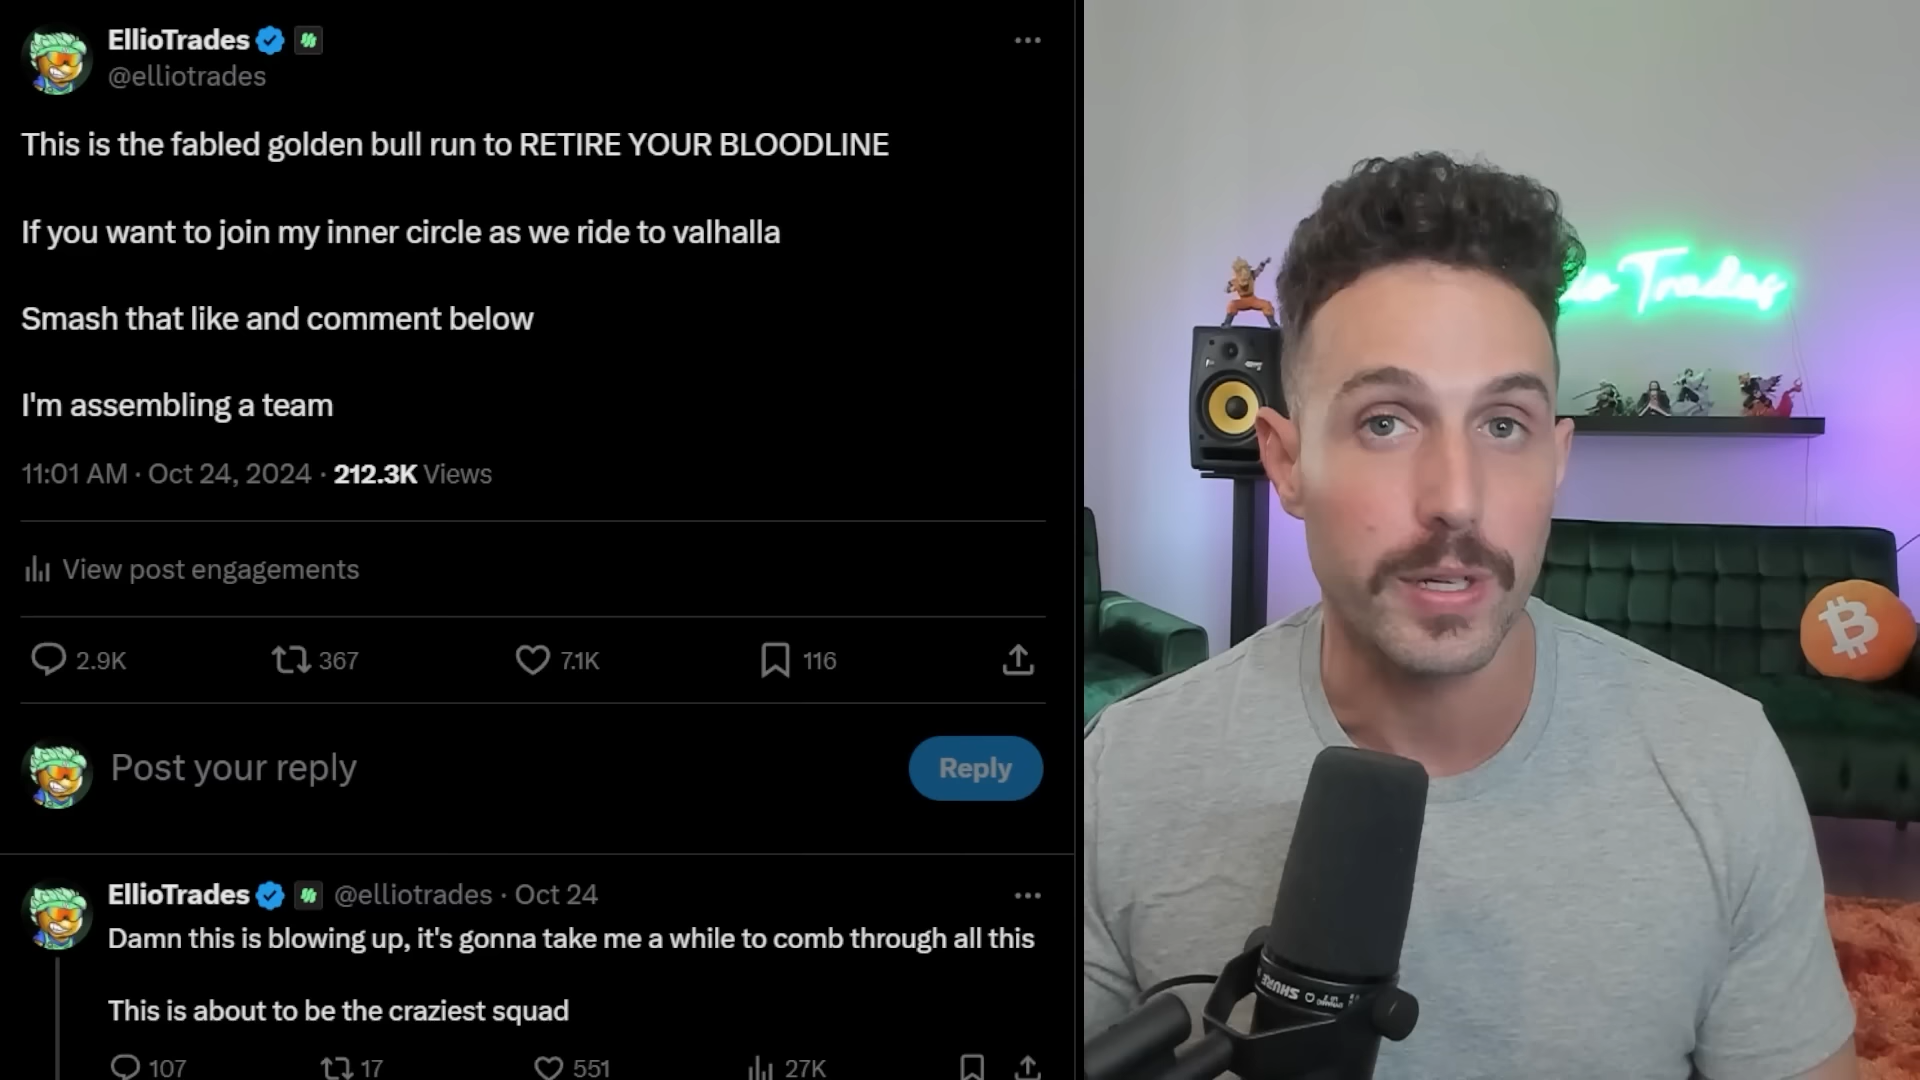 EllioTrades
@elliotrades
This is the fabled golden bull run to RETIRE YOUR BLOODLINE
If you want to join my inner circle as we ride to valhalla
Smash that like and comment below
I'm assembling a team
11:01 AM · Oct 24, 2024 · 212.3K Views
View post engagements
2.9K 367 7.1K 116
Post your reply Reply
EllioTrades @elliotrades · Oct 24
Damn this is blowing up, it's gonna take me a while to comb through all this
This is about to be the craziest squad
107 17 551 27K
Trades
SHURE